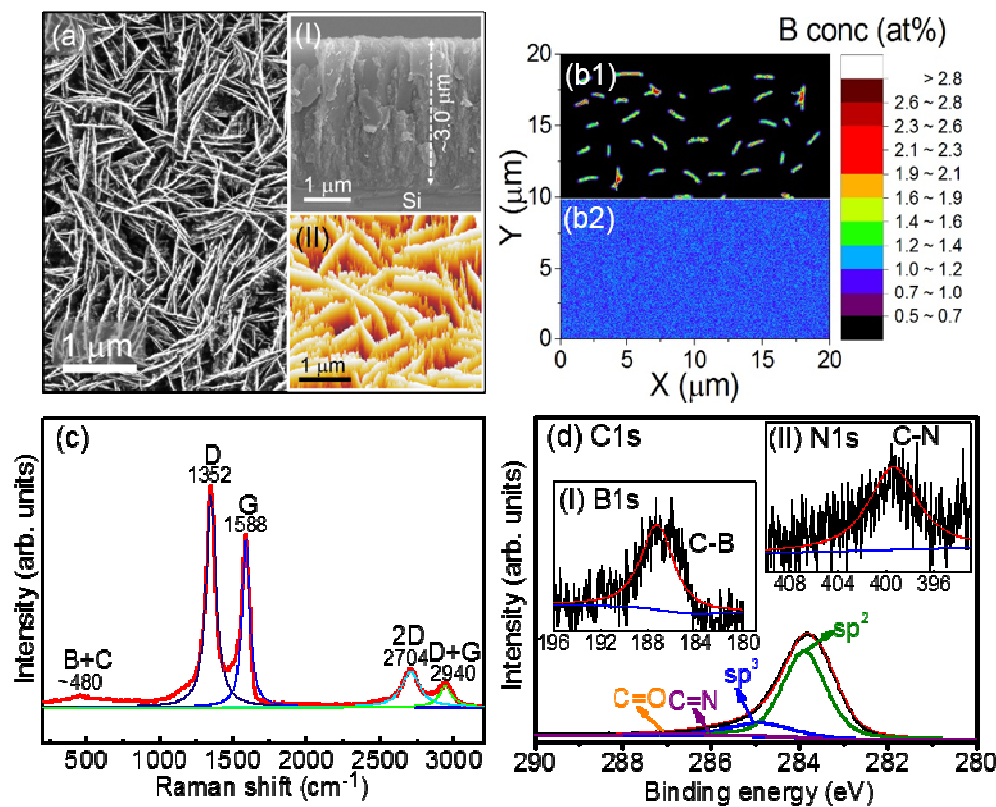 (a)
1 μm
(I)
~3.0 μm
1 μm
Si
(II)
1 μm
B conc (at%)
(b1)
(b2)
Y (μm)
20
15
10
5
0
0 5 10 15 20
X (μm)
> 2.8
2.6 ~ 2.8
2.3 ~ 2.6
2.1 ~ 2.3
1.9 ~ 2.1
1.6 ~ 1.9
1.4 ~ 1.6
1.2 ~ 1.4
1.0 ~ 1.2
0.7 ~ 1.0
0.5 ~ 0.7
(c)
D
1352
G
1588
B+C
~480
2D
2704
D+G
2940
Intensity (arb. units)
500 1000 1500 2000 2500 3000
Raman shift (cm-1)
(d) C1s
(I) B1s
C-B
196 192 188 184 180
(II) N1s
C-N
408 404 400 396
sp2
sp3
C=O
C=N
Intensity (arb. units)
290 288 286 284 282 280
Binding energy (eV)